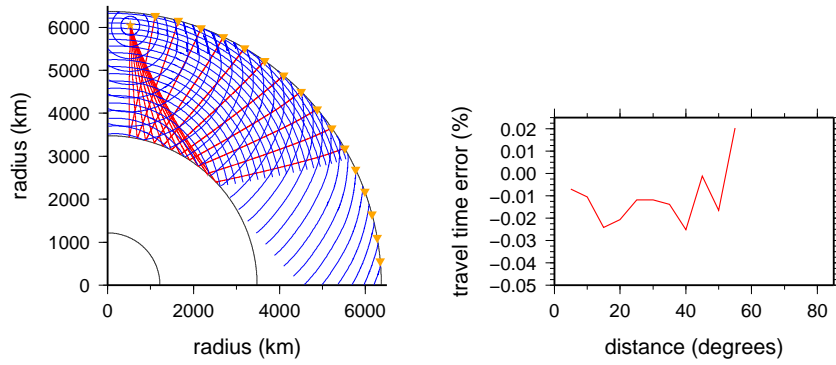 6000
5000
4000
3000
2000
1000
0
radius (km)
0 2000 4000 6000
radius (km)
0.02
0.01
0.00
−0.01
−0.02
−0.03
−0.04
−0.05
travel time error (%)
0 20 40 60 80
distance (degrees)